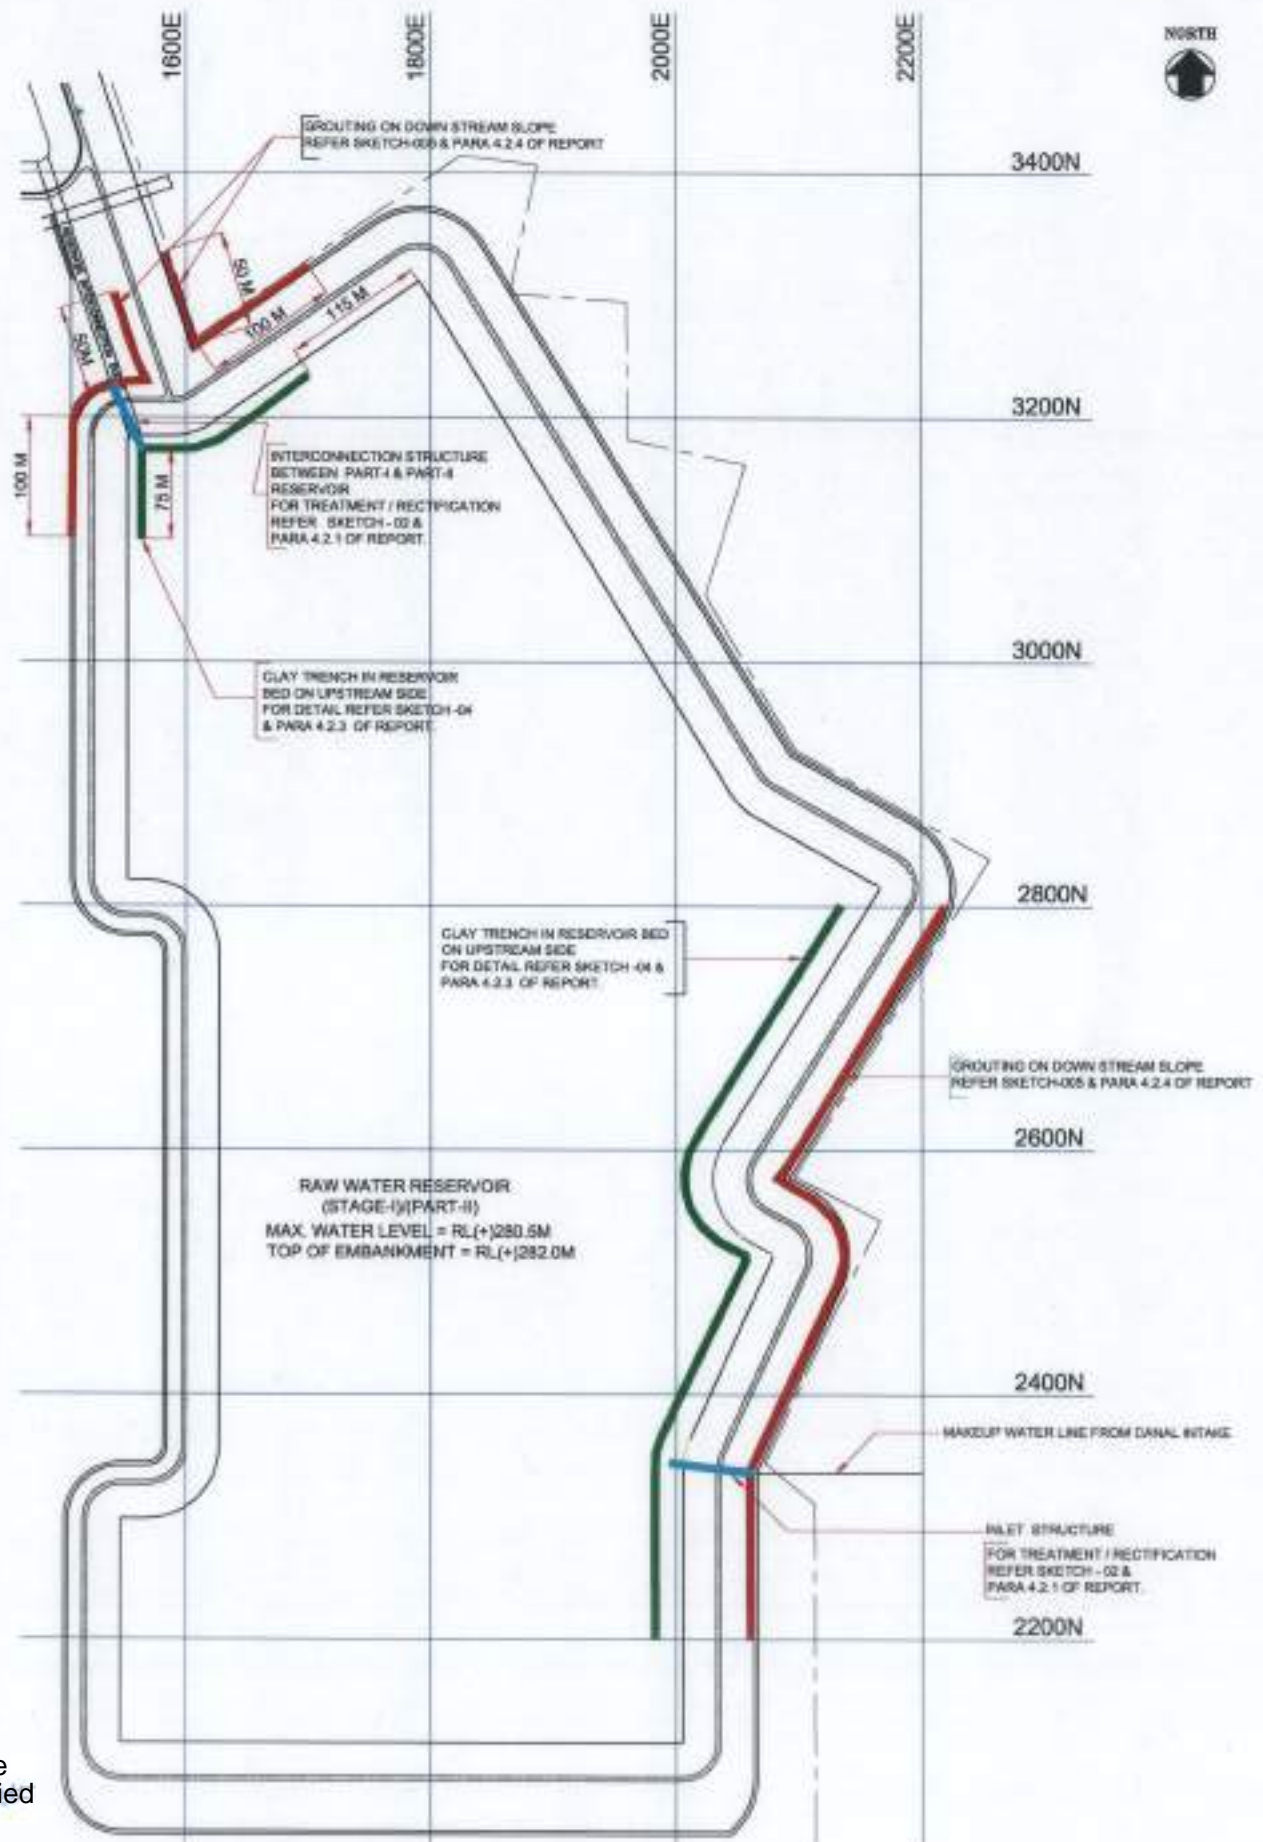 1600E
1800E
2000E
2200E
NORTH
GROUTING ON DOWN STREAM SLOPE
REFER SKETCH-005 & PARA 4.2.4 OF REPORT
3400N
50 M
100 M
115 M
50M
3200N
100 M
75 M
INTERCONNECTION STRUCTURE
BETWEEN PART-I & PART-II
RESERVOIR
FOR TREATMENT / RECTIFICATION
REFER SKETCH - 02 &
PARA 4.2.1 OF REPORT.
3000N
CLAY TRENCH IN RESERVOIR
BED ON UPSTREAM SIDE
FOR DETAIL REFER SKETCH -04
& PARA 4.2.3 OF REPORT.
2800N
CLAY TRENCH IN RESERVOIR BED
ON UPSTREAM SIDE
FOR DETAIL REFER SKETCH -04 &
PARA 4.2.3 OF REPORT.
GROUTING ON DOWN STREAM SLOPE
REFER SKETCH-005 & PARA 4.2.4 OF REPORT
2600N
RAW WATER RESERVOIR
(STAGE-I)/(PART-II)
MAX. WATER LEVEL = RL(+)280.5M
TOP OF EMBANKMENT = RL(+)282.0M
2400N
MAKEUP WATER LINE FROM CANAL INTAKE
INLET STRUCTURE
FOR TREATMENT / RECTIFICATION
REFER SKETCH - 02 &
PARA 4.2.1 OF REPORT.
2200N
e
ied